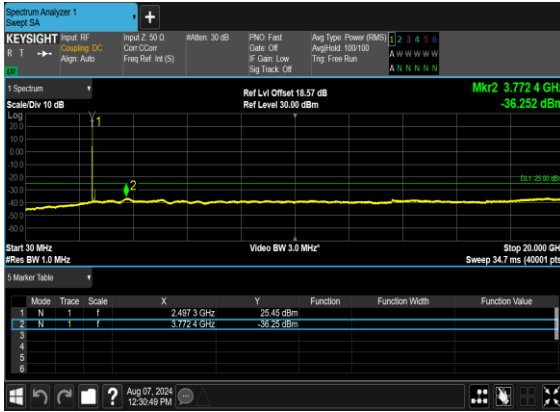 Spectrum Analyzer 1
Swept SA
+
KEYSIGHT
R T
LV
Input: RF
Coupling: DC
Align: Auto
Input Z: 50 Ω
Corr CCorr
Freq Ref: Int (S)
#Atten: 30 dB
PNO: Fast
Gate: Off
IF Gain: Low
Sig Track: Off
Avg Type: Power (RMS)
Avg|Hold: 100/100
Trig: Free Run
1 2 3 4 5 6
A W W W W W
A N N N N N
1 Spectrum
Scale/Div 10 dB
Ref Lvl Offset 18.57 dB
Ref Level 30.00 dBm
Mkr2 3.772 4 GHz
-36.252 dBm
Log
20.0
10.0
0.00
-10.0
-20.0
-30.0
-40.0
-50.0
-60.0
1
2
DL1 -25.00 dBm
Start 30 MHz
#Res BW 1.0 MHz
Video BW 3.0 MHz*
Stop 20.000 GH
Sweep 34.7 ms (40001 pts
5 Marker Table
Mode Trace Scale X Y Function Function Width Function Value
1 N 1 f 2.497 3 GHz 25.45 dBm
2 N 1 f 3.772 4 GHz -36.25 dBm
3
4
5
6
?
Aug 07, 2024
12:30:49 PM